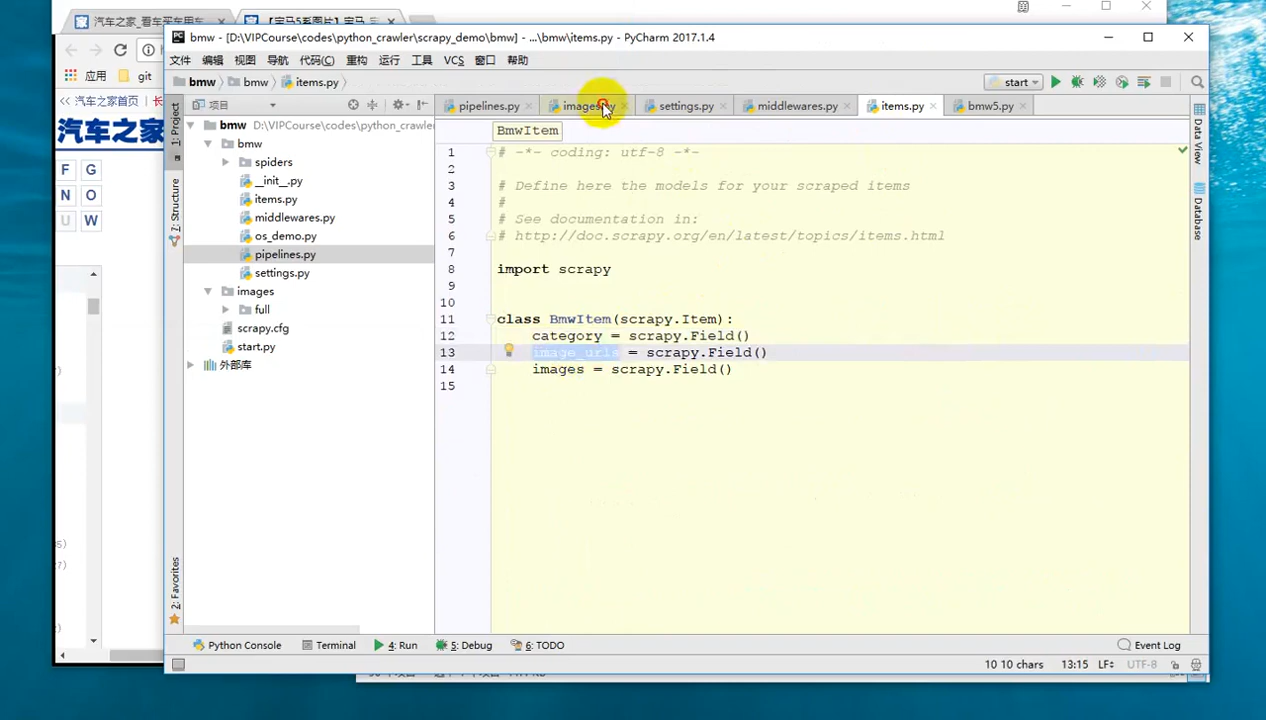 汽车之家_看车买车用车
【宝马5系图片】宝马
bmw - [D:\VIPCourse\codes\python_crawler\scrapy_demo\bmw] - ...\bmw\items.py - PyCharm 2017.1.4
文件 编辑 视图 导航 代码(C) 重构 运行 工具 VCS 窗口 帮助
应用 git
bmw bmw items.py start
<< 汽车之家首页
汽车之家
F G
N O
U W
1: Project
7: Structure
2: Favorites
项目
bmw D:\VIPCourse\codes\python_crawler
bmw
spiders
__init__.py
items.py
middlewares.py
os_demo.py
pipelines.py
settings.py
images
full
scrapy.cfg
start.py
外部库
pipelines.py images.py settings.py middlewares.py items.py bmw5.py
BmwItem
1 # -*- coding: utf-8 -*-
2
3 # Define here the models for your scraped items
4 #
5 # See documentation in:
6 # http://doc.scrapy.org/en/latest/topics/items.html
7
8 import scrapy
9
10
11 class BmwItem(scrapy.Item):
12 category = scrapy.Field()
13 image_urls = scrapy.Field()
14 images = scrapy.Field()
15
Data View
Database
Python Console Terminal 4: Run 5: Debug 6: TODO Event Log
10 10 chars 13:15 LF÷ UTF-8